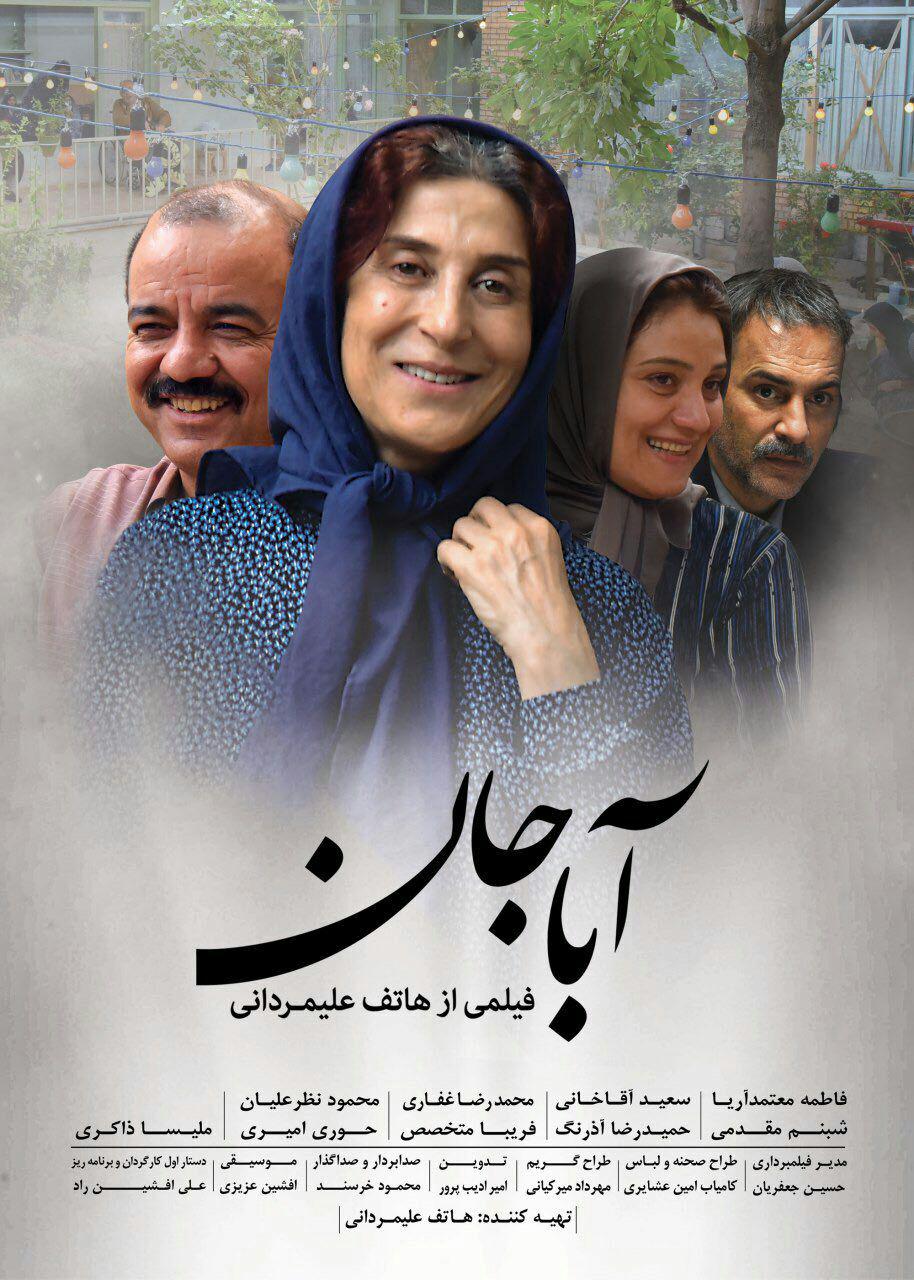 آباجان
فیلمی از هاتف علیمردانی
فاطمه معتمدآریا | سعید آقاخانی | محمدرضا غفاری | محمود نظرعلیان
شبنم مقدمی | حمیدرضا آذرنگ | فریبا متخصص | حوری امیری | ملیسا ذاکری
مدیر فیلمبرداری | طراح صحنه و لباس | طراح گریم | تدوین | صدابردار و صداگذار | موسیقی | دستار اول کارگردان و برنامه ریز
حسین جعفریان | کامیاب امین عشایری | مهرداد میرکیانی | امیر ادیب پرور | محمود خرسند | افشین عزیزی | علی افشین راد
تهیه کننده: هاتف علیمردانی